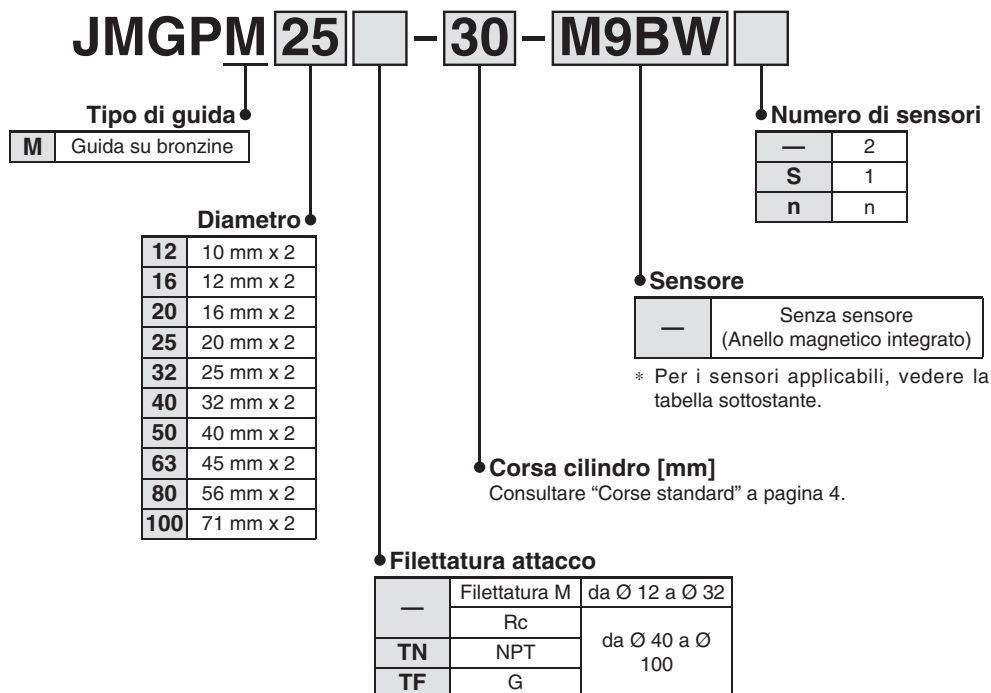 JMGPM 25 – 30 – M9BW
Tipo di guida
M Guida su bronzine
Numero di sensori
— 2
S 1
n n
Diametro
12 10 mm x 2
16 12 mm x 2
20 16 mm x 2
25 20 mm x 2
32 25 mm x 2
40 32 mm x 2
50 40 mm x 2
63 45 mm x 2
80 56 mm x 2
100 71 mm x 2
Sensore
— Senza sensore
(Anello magnetico integrato)
* Per i sensori applicabili, vedere la
tabella sottostante.
Corsa cilindro [mm]
Consultare “Corse standard” a pagina 4.
Filettatura attacco
— Filettatura M da Ø 12 a Ø 32
Rc da Ø 40 a Ø
100
TN NPT
TF G